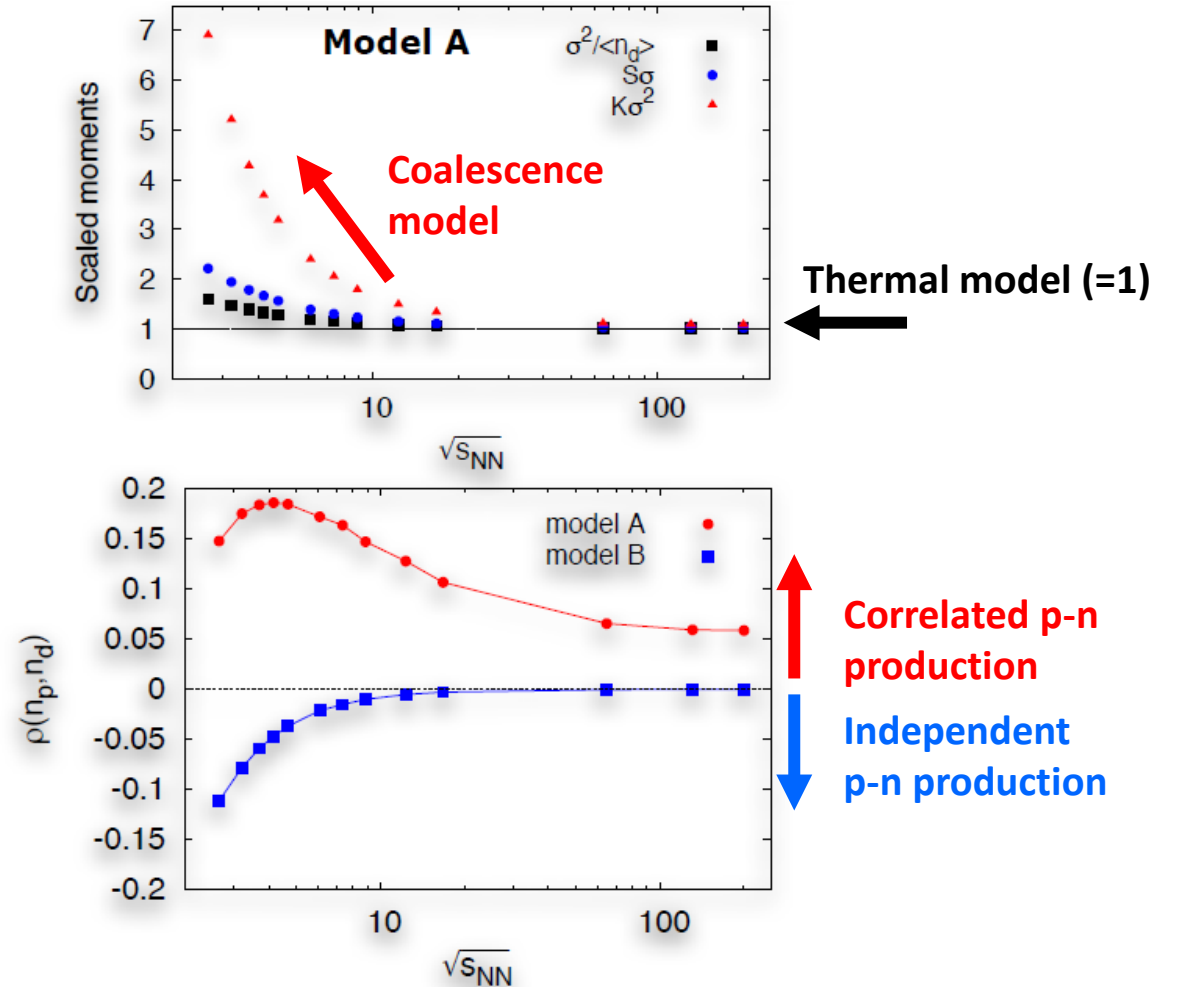 7
6
5
4
3
2
1
0
Scaled moments
Model A
σ²/<n_d>
Sσ
Kσ²
Coalescence
model
Thermal model (=1)
10
100
√s_NN
0.2
0.15
0.1
0.05
0
-0.05
-0.1
-0.15
-0.2
ρ(n_p,n_d)
model A
model B
Correlated p-n
production
Independent
p-n production
10
100
√s_NN